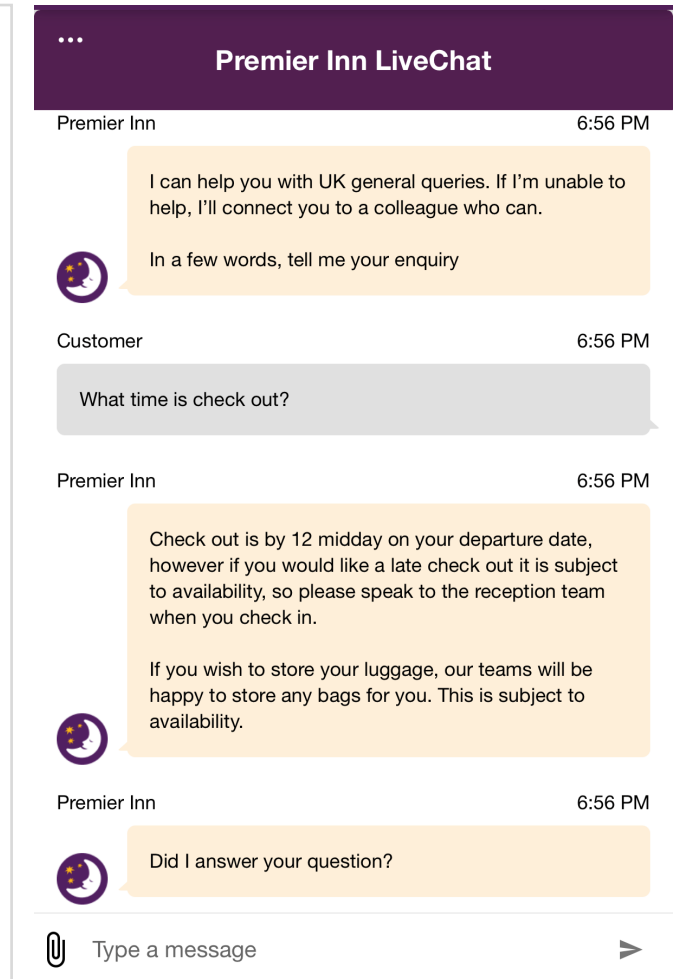 Premier Inn LiveChat
Premier Inn 6:56 PM
I can help you with UK general queries. If I’m unable to
help, I’ll connect you to a colleague who can.
In a few words, tell me your enquiry
Customer 6:56 PM
What time is check out?
Premier Inn 6:56 PM
Check out is by 12 midday on your departure date,
however if you would like a late check out it is subject
to availability, so please speak to the reception team
when you check in.
If you wish to store your luggage, our teams will be
happy to store any bags for you. This is subject to
availability.
Premier Inn 6:56 PM
Did I answer your question?
Type a message